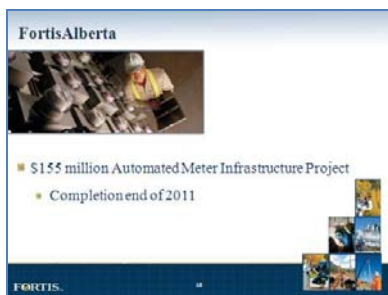 FortisAlberta
$155 million Automated Meter Infrastructure Project
Completion end of 2011
FORTIS